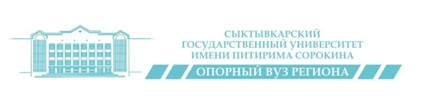 СЫКТЫВКАРСКИЙ
ГОСУДАРСТВЕННЫЙ УНИВЕРСИТЕТ
ИМЕНИ ПИТИРИМА СОРОКИНА
ОПОРНЫЙ ВУЗ РЕГИОНА